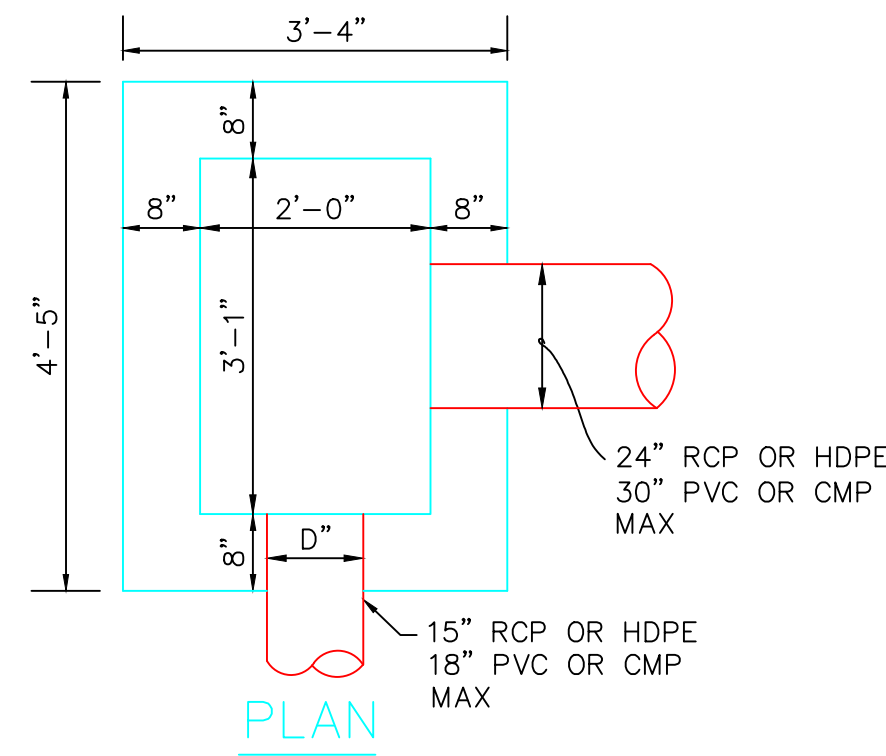 3'-4"
8"
8"
2'-0"
8"
4'-5"
3'-1"
24" RCP OR HDPE
30" PVC OR CMP
MAX
8"
D"
15" RCP OR HDPE
18" PVC OR CMP
MAX
PLAN